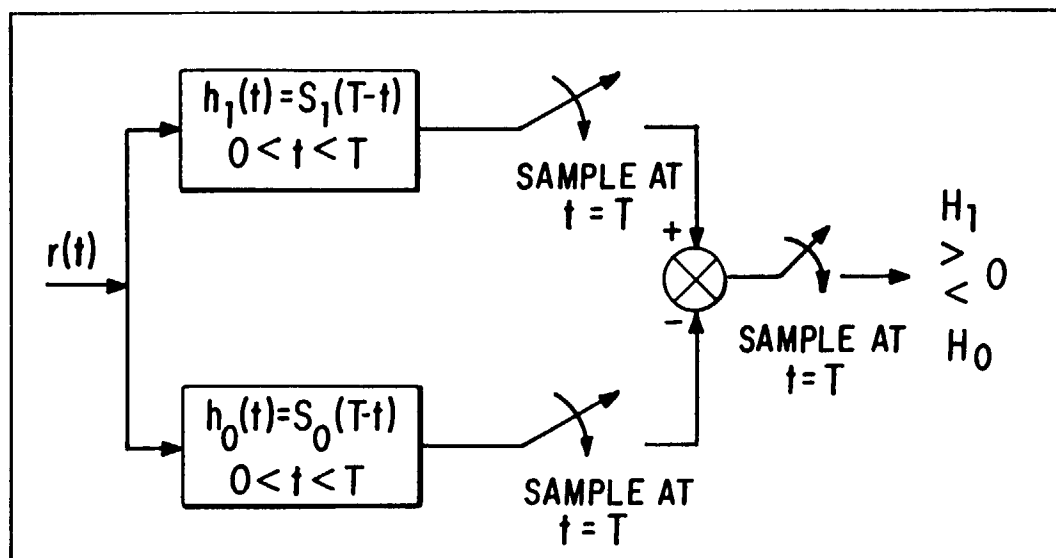 h₁(t)=S₁(T-t)
0 < t < T
SAMPLE AT
t = T
r(t)
+
-
H₁
>
< 0
H₀
SAMPLE AT
t=T
h₀(t)=S₀(T-t)
0 < t < T
SAMPLE AT
t=T